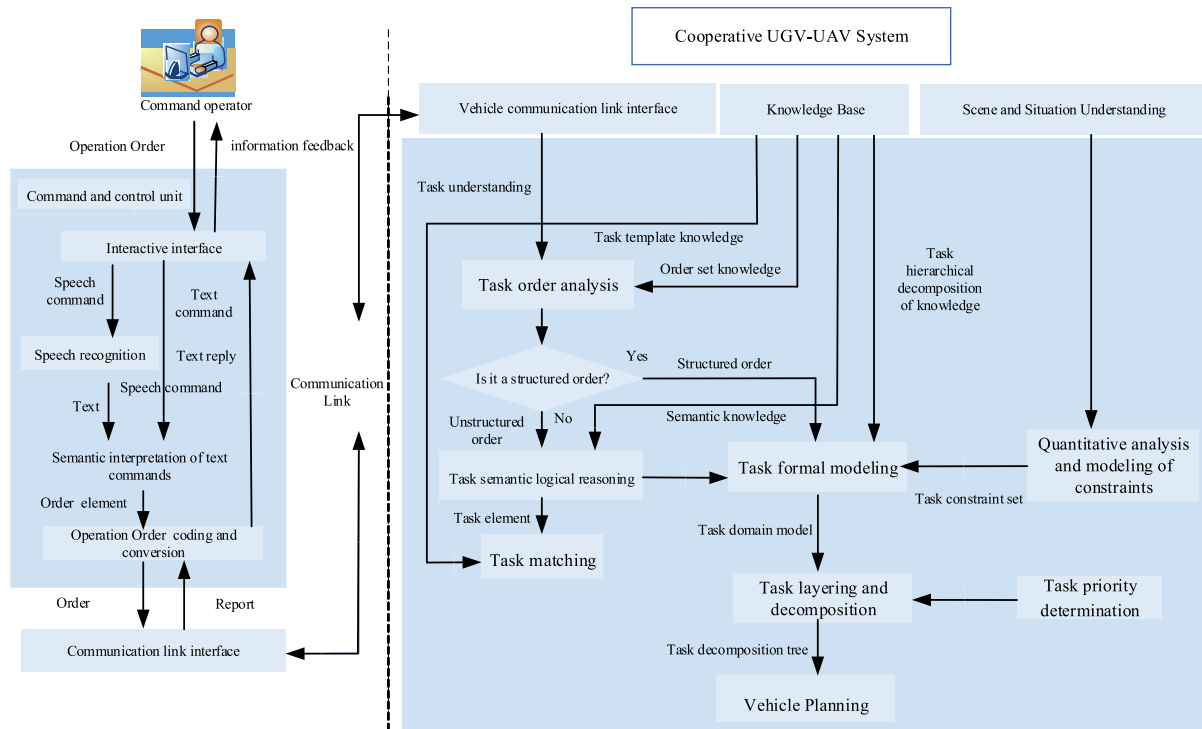 Cooperative UGV-UAV System
Command operator
Operation Order
information feedback
Command and control unit
Interactive interface
Speech
command
Text
command
Speech recognition
Text reply
Speech command
Text
Semantic interpretation of text
commands
Order element
Operation Order coding and
conversion
Order
Report
Communication link interface
Communication
Link
Vehicle communication link interface
Knowledge Base
Scene and Situation Understanding
Task understanding
Task template knowledge
Order set knowledge
Task
hierarchical
decomposition
of knowledge
Task order analysis
Is it a structured order?
Yes
Structured order
No
Unstructured
order
Semantic knowledge
Task semantic logical reasoning
Task formal modeling
Quantitative analysis
and modeling of
constraints
Task constraint set
Task element
Task matching
Task domain model
Task layering and
decomposition
Task priority
determination
Task decomposition tree
Vehicle Planning